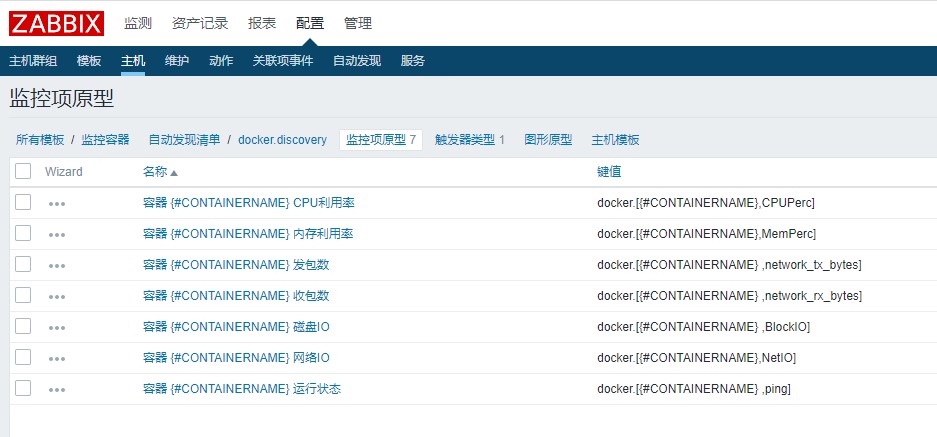 ZABBIX 监测 资产记录 报表 配置 管理
主机群组 模板 主机 维护 动作 关联项事件 自动发现 服务
监控项原型
所有模板 / 监控容器 自动发现清单 / docker.discovery 监控项原型 7 触发器类型 1 图形原型 主机模板
Wizard 名称 键值
容器 {#CONTAINERNAME} CPU利用率 docker.[{#CONTAINERNAME},CPUPerc]
容器 {#CONTAINERNAME} 内存利用率 docker.[{#CONTAINERNAME},MemPerc]
容器 {#CONTAINERNAME} 发包数 docker.[{#CONTAINERNAME} ,network_tx_bytes]
容器 {#CONTAINERNAME} 收包数 docker.[{#CONTAINERNAME} ,network_rx_bytes]
容器 {#CONTAINERNAME} 磁盘IO docker.[{#CONTAINERNAME} ,BlockIO]
容器 {#CONTAINERNAME} 网络IO docker.[{#CONTAINERNAME},NetIO]
容器 {#CONTAINERNAME} 运行状态 docker.[{#CONTAINERNAME} ,ping]